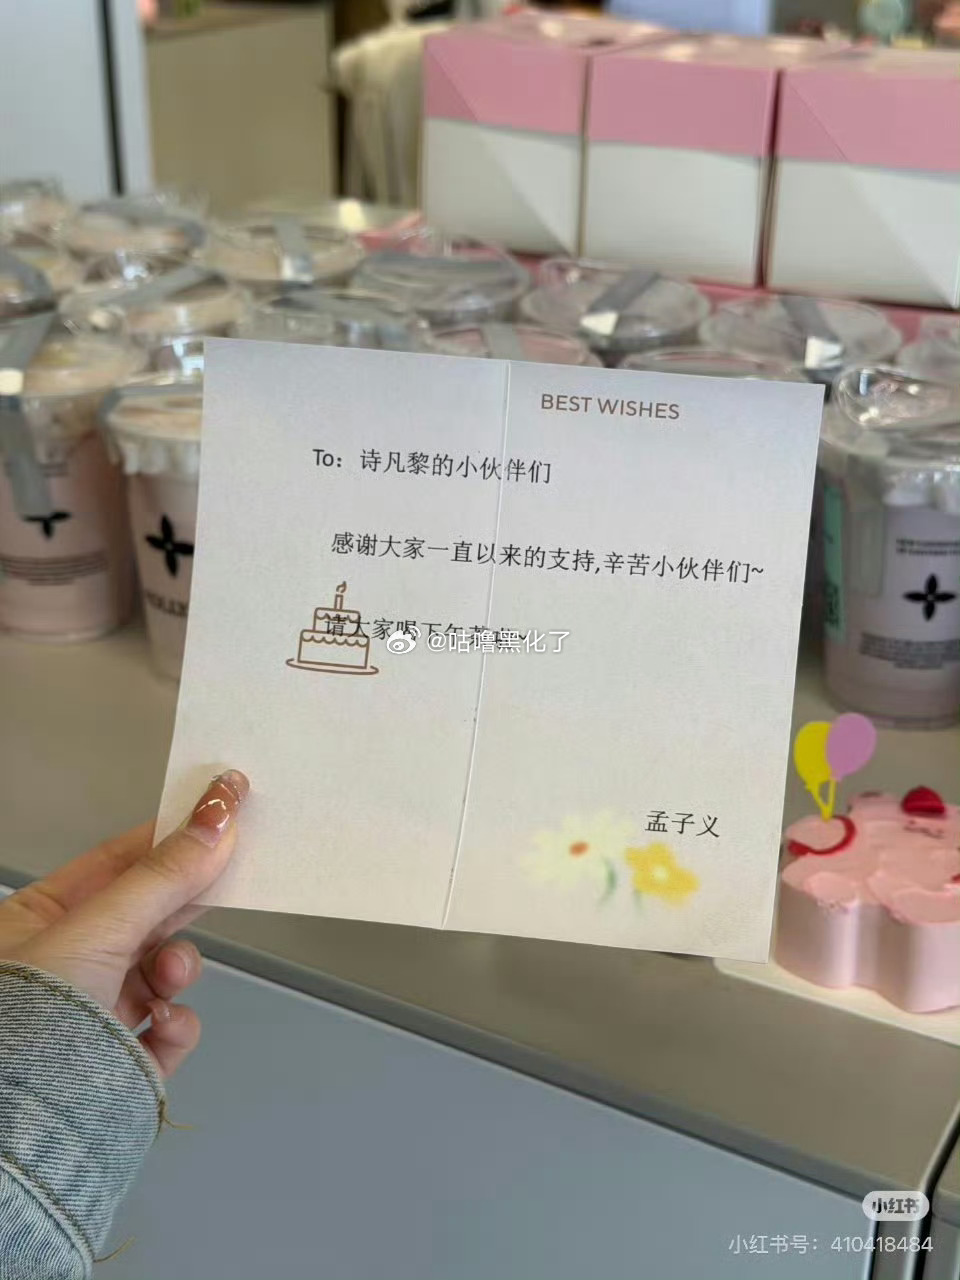 BEST WISHES
To：诗凡黎的小伙伴们
感谢大家一直以来的支持,辛苦小伙伴们~
请大家喝下午茶
@咕噜黑化了
孟子义
小红书
小红书号：410418484